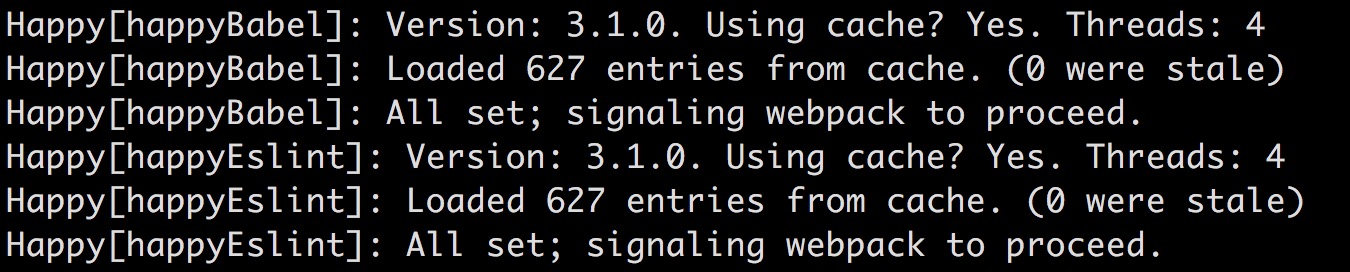 Happy[happyBabel]: Version: 3.1.0. Using cache? Yes. Threads: 4
Happy[happyBabel]: Loaded 627 entries from cache. (0 were stale)
Happy[happyBabel]: All set; signaling webpack to proceed.
Happy[happyEslint]: Version: 3.1.0. Using cache? Yes. Threads: 4
Happy[happyEslint]: Loaded 627 entries from cache. (0 were stale)
Happy[happyEslint]: All set; signaling webpack to proceed.